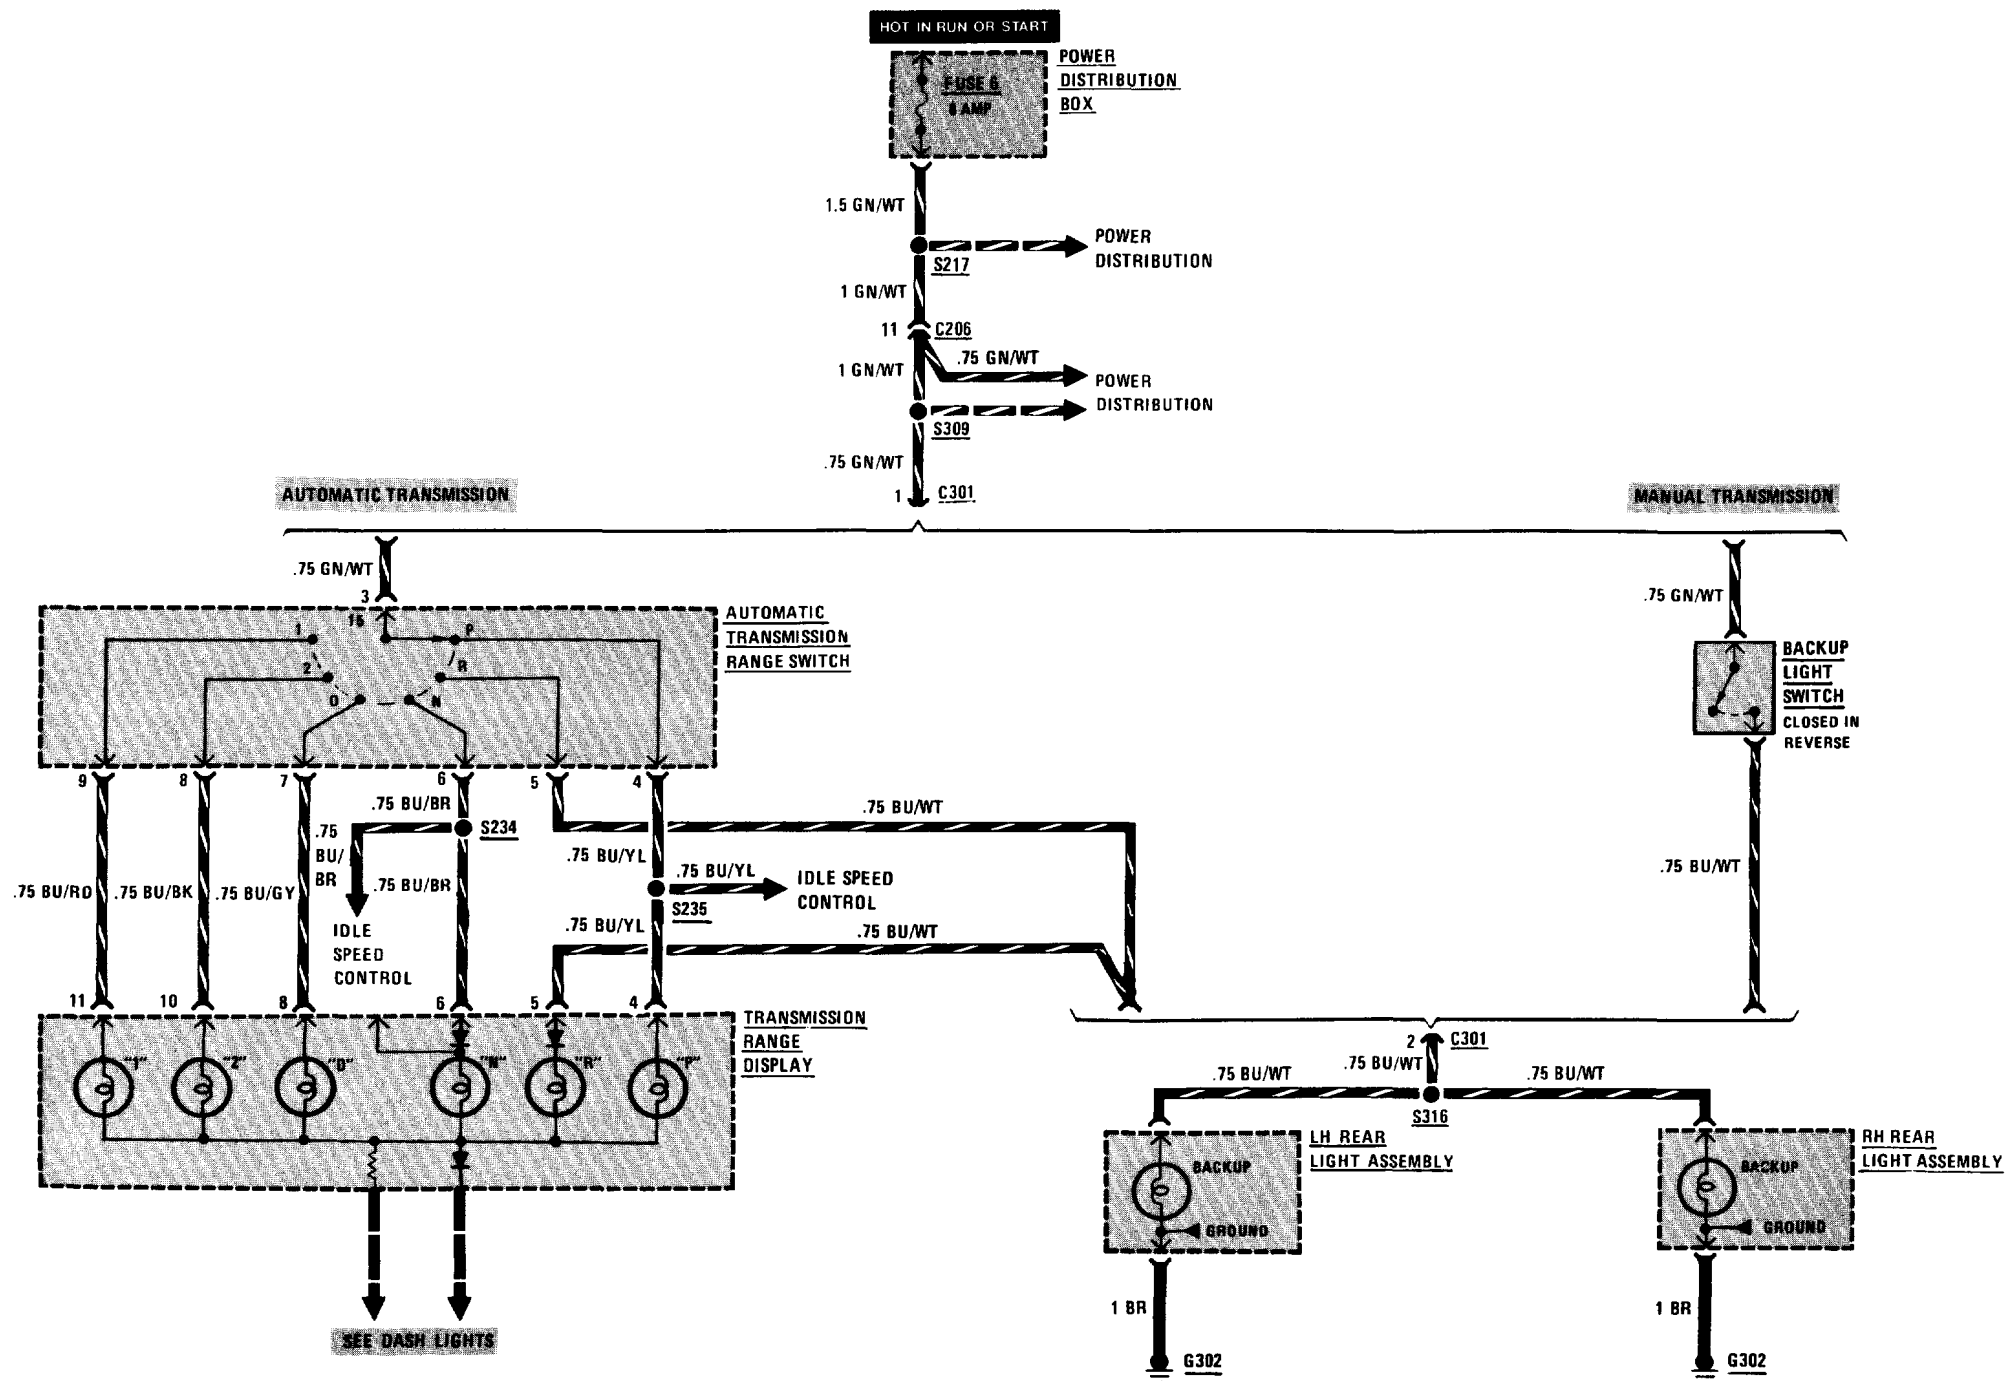 HOT IN RUN OR START
POWER
DISTRIBUTION
BOX
FUSE 6
8 AMP
1.5 GN/WT
POWER
DISTRIBUTION
S217
1 GN/WT
11
C206
.75 GN/WT
1 GN/WT
POWER
DISTRIBUTION
S309
.75 GN/WT
1
C301
AUTOMATIC TRANSMISSION
MANUAL TRANSMISSION
.75 GN/WT
3
15
AUTOMATIC
TRANSMISSION
RANGE SWITCH
1
P
2
R
D
N
.75 GN/WT
BACKUP
LIGHT
SWITCH
CLOSED IN
REVERSE
9
8
7
6
5
4
.75 BU/BR
S234
.75 BU/WT
.75
BU/
BR
.75 BU/YL
.75 BU/YL
IDLE SPEED
CONTROL
S235
.75 BU/RD
.75 BU/BK
.75 BU/GY
.75 BU/BR
.75 BU/WT
IDLE
SPEED
CONTROL
.75 BU/YL
.75 BU/WT
11
10
8
6
5
4
TRANSMISSION
RANGE
DISPLAY
"1"
"2"
"D"
"N"
"R"
"P"
2
C301
.75 BU/WT
.75 BU/WT
.75 BU/WT
S316
LH REAR
LIGHT ASSEMBLY
BACKUP
GROUND
RH REAR
LIGHT ASSEMBLY
BACKUP
GROUND
1 BR
1 BR
SEE DASH LIGHTS
G302
G302